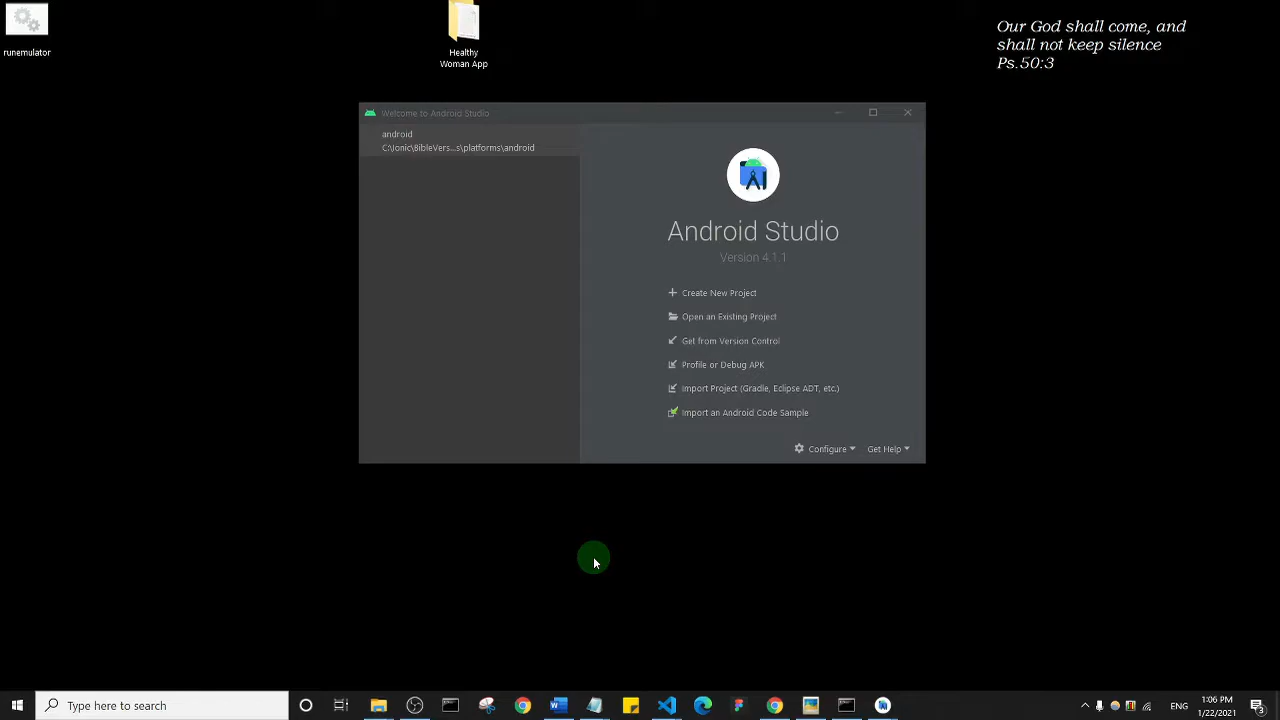 runemulator
Healthy
Woman App
Our God shall come, and
shall not keep silence
Ps.50:3
Welcome to Android Studio
android
C:\Ionic\BibleVers...s\platforms\android
Android Studio
Version 4.1.1
Create New Project
Open an Existing Project
Get from Version Control
Profile or Debug APK
Import Project (Gradle, Eclipse ADT, etc.)
Import an Android Code Sample
Configure
Get Help
Type here to search
ENG
1:06 PM
1/22/2021
2